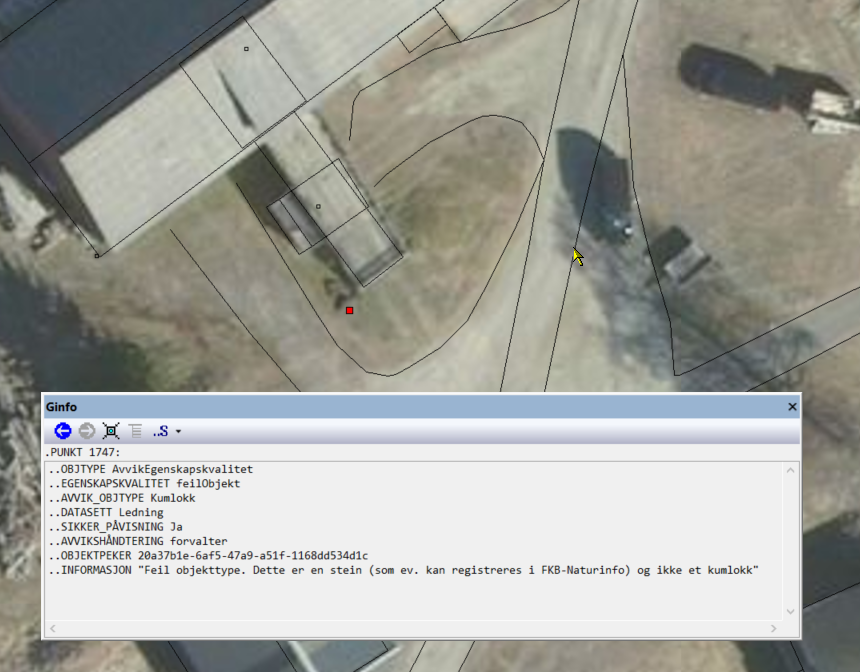 Ginfo
..S
.PUNKT 1747:
..OBJTYPE AvvikEgenskapskvalitet
..EGENSKAPSKVALITET feilObjekt
..AVVIK_OBJTYPE Kumlokk
..DATASETT Ledning
..SIKKER_PÅVISNING Ja
..AVVIKSHÅNDTERING forvalter
..OBJEKTPEKER 20a37b1e-6af5-47a9-a51f-1168dd534d1c
..INFORMASJON "Feil objekttype. Dette er en stein (som ev. kan registreres i FKB-Naturinfo) og ikke et kumlokk"